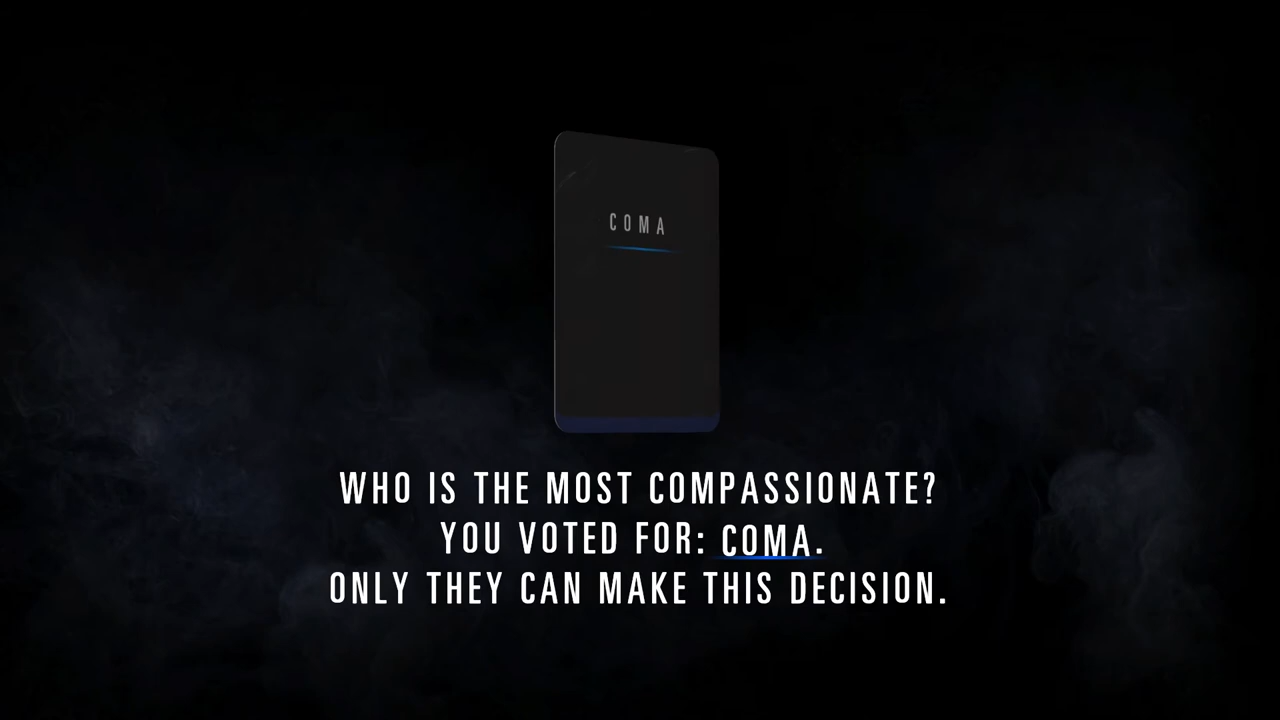 COMA
WHO IS THE MOST COMPASSIONATE?
YOU VOTED FOR: COMA.
ONLY THEY CAN MAKE THIS DECISION.